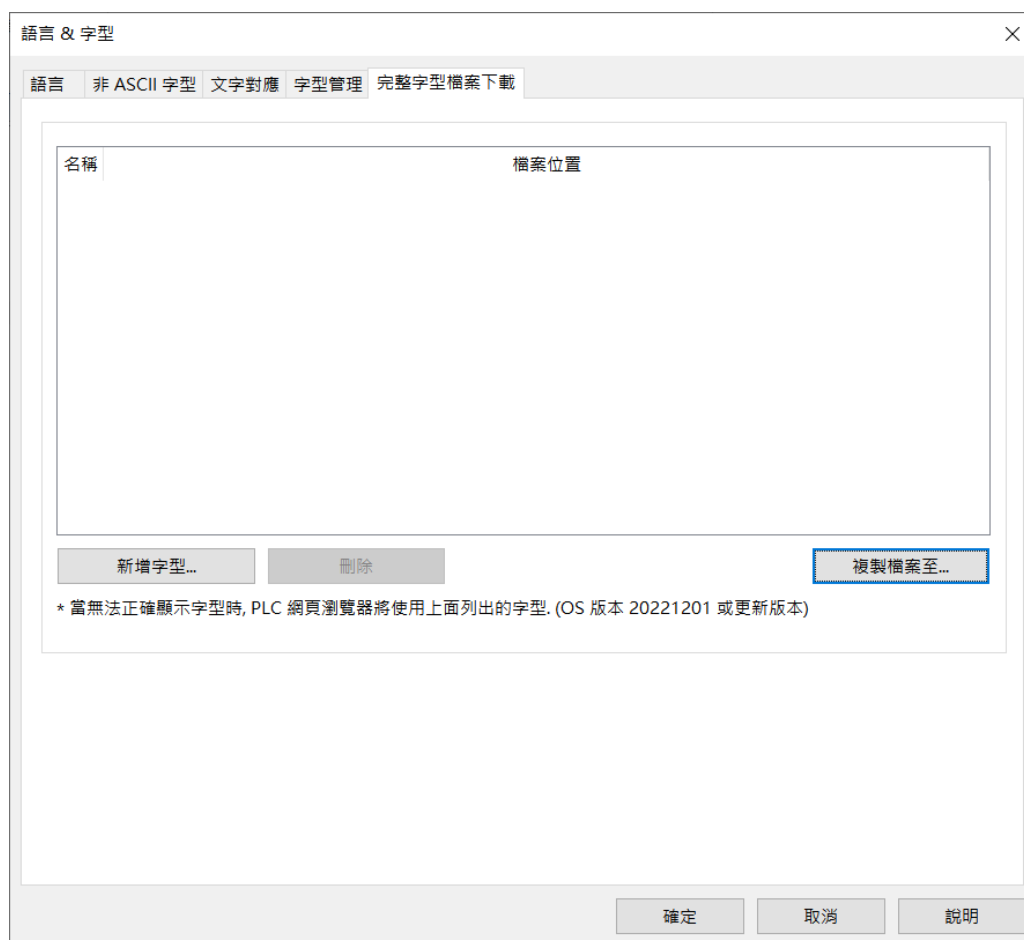 語言 & 字型
語言 非 ASCII 字型 文字對應 字型管理 完整字型檔案下載
名稱 檔案位置
新增字型... 刪除 複製檔案至...
* 當無法正確顯示字型時, PLC 網頁瀏覽器將使用上面列出的字型. (OS 版本 20221201 或更新版本)
確定 取消 說明